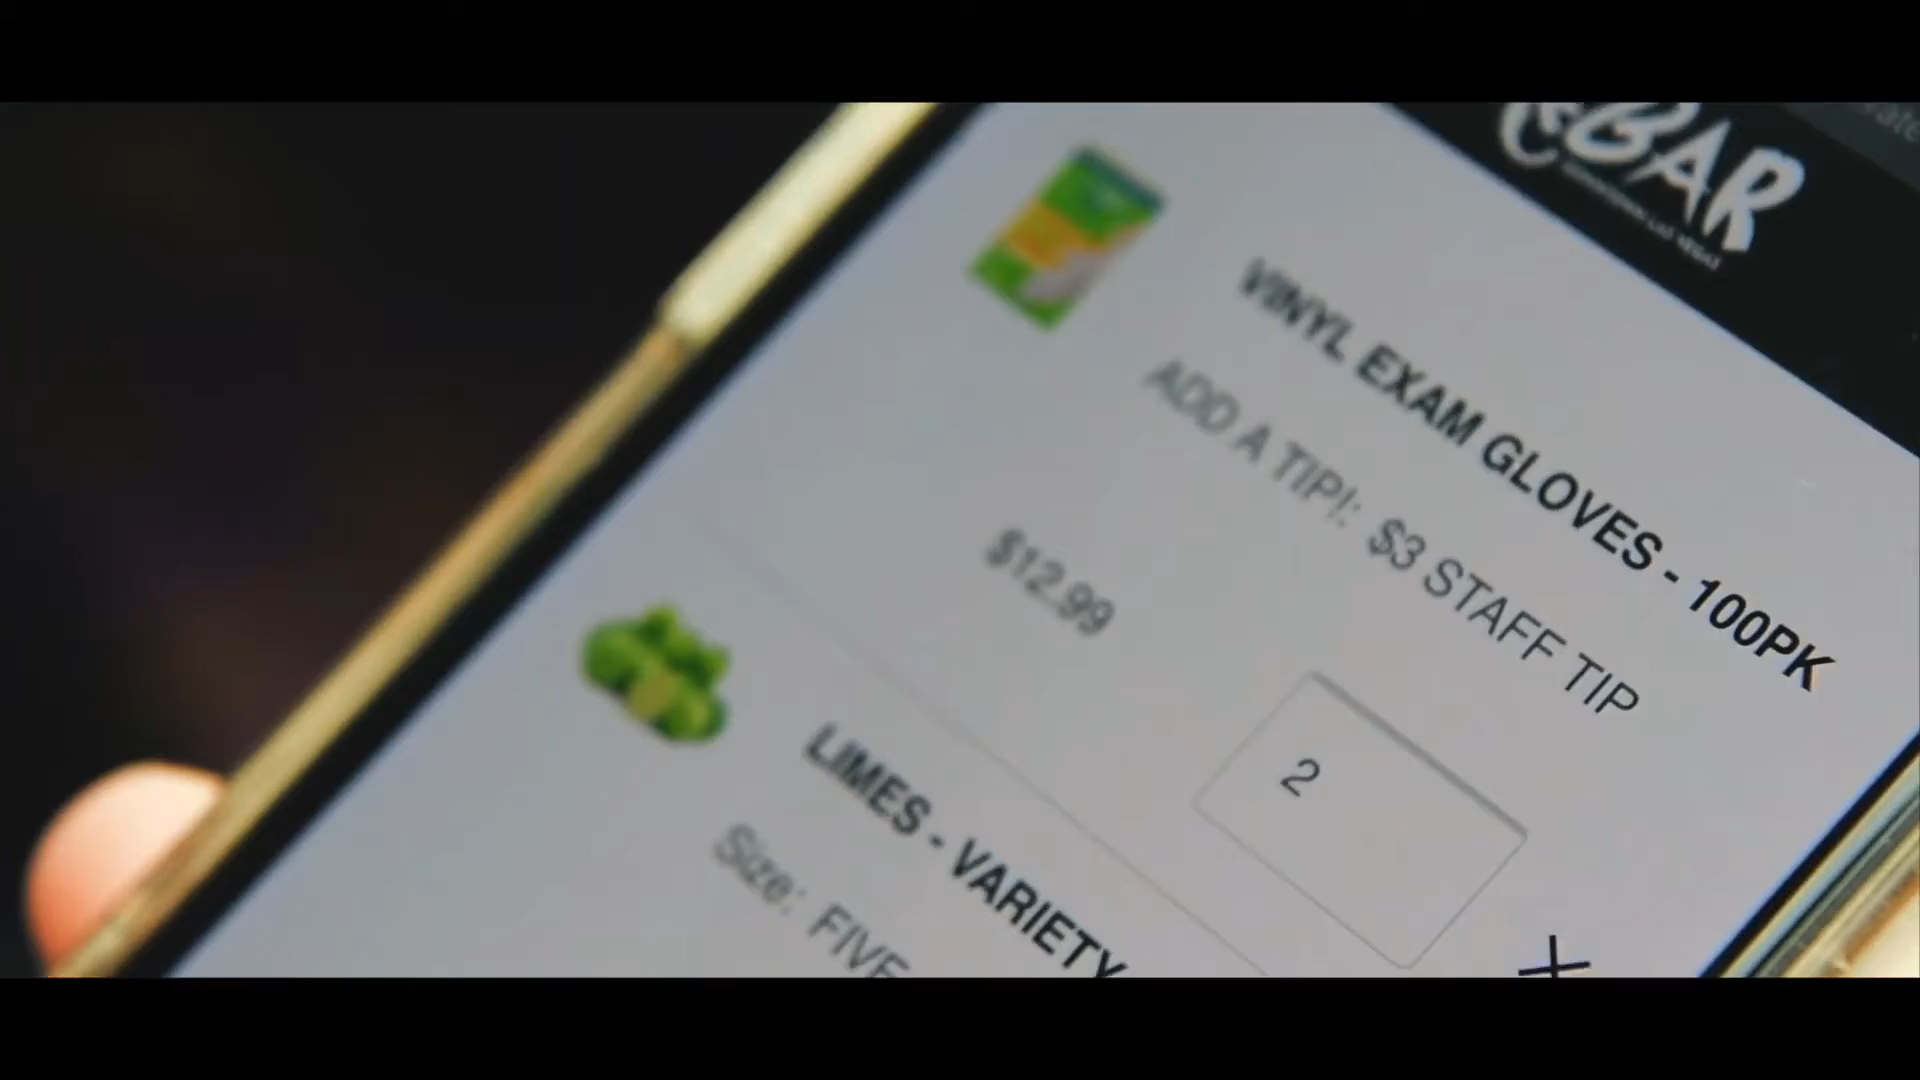 BAR
VINYL EXAM GLOVES - 100PK
ADD A TIP!: $3 STAFF TIP
$12.99
2
LIMES - VARIETY
Size: FIVE